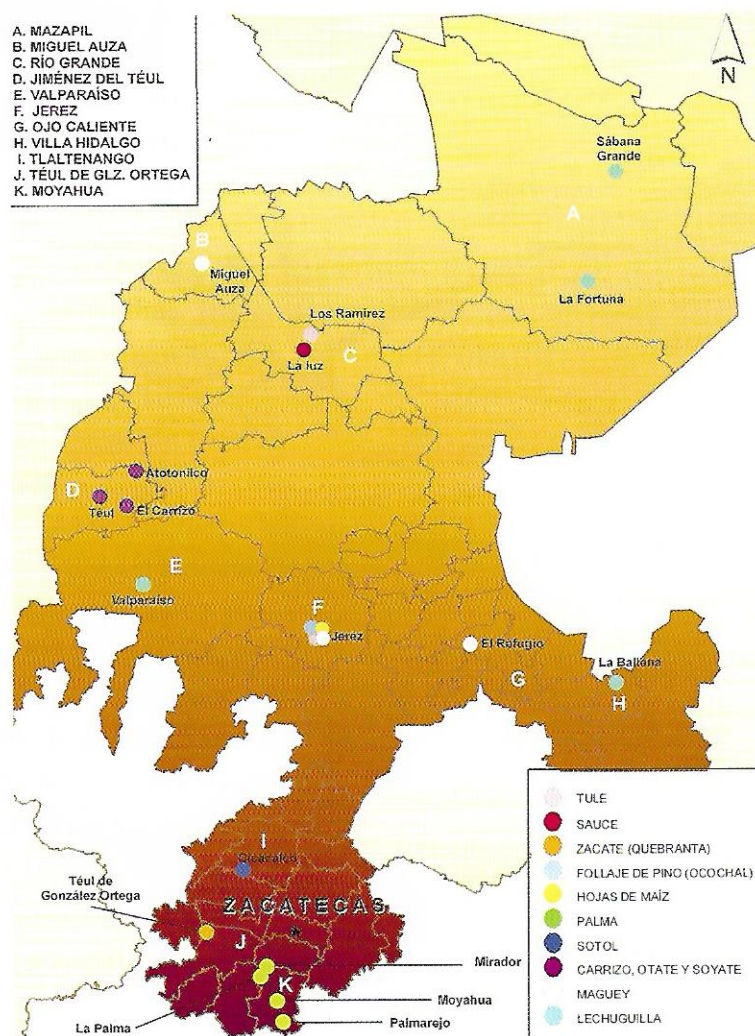 A. MAZAPIL
B. MIGUEL AUZA
C. RÍO GRANDE
D. JIMÉNEZ DEL TÉUL
E. VALPARAÍSO
F. JEREZ
G. OJO CALIENTE
H. VILLA HIDALGO
I. TLALTENANGO
J. TÉUL DE GLZ. ORTEGA
K. MOYAHUA
N
Sábana
Grande
A
B
Miguel
Auza
La Fortuna
Los Ramírez
La luz
C
Atotonilco
D
Téul
El Carrizo
E
Valparaíso
F
Jerez
El Refugio
G
La Ballena
H
I
Cicacalco
Téul de
González Ortega
ZACATECAS
J
Mirador
K
Moyahua
La Palma
Palmarejo
TULE
SAUCE
ZACATE (QUEBRANTA)
FOLLAJE DE PINO (OCOCHAL)
HOJAS DE MAÍZ
PALMA
SOTOL
CARRIZO, OTATE Y SOYATE
MAGUEY
LECHUGUILLA